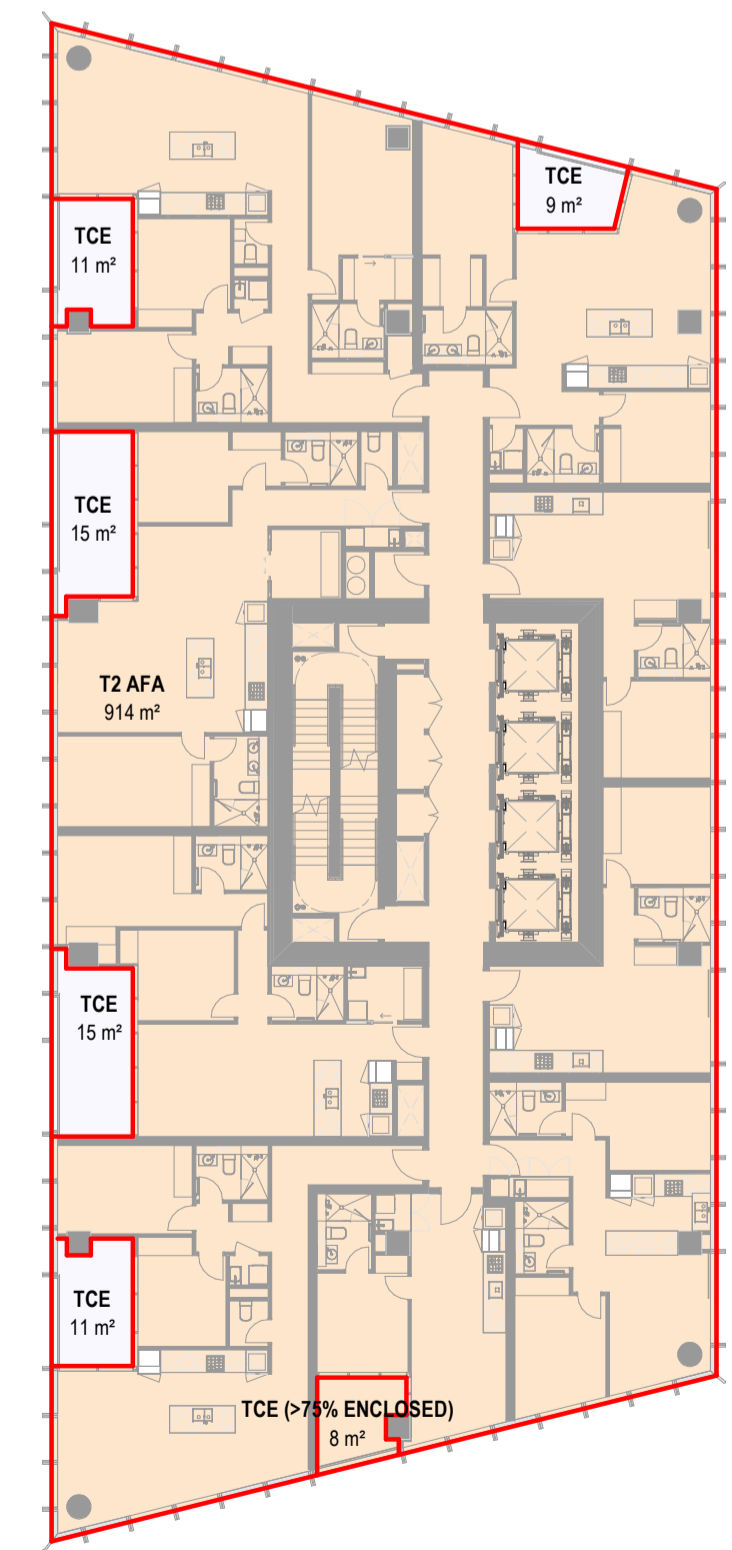 TCE
9 m²
TCE
11 m²
TCE
15 m²
T2 AFA
914 m²
TCE
15 m²
TCE
11 m²
TCE (>75% ENCLOSED)
8 m²